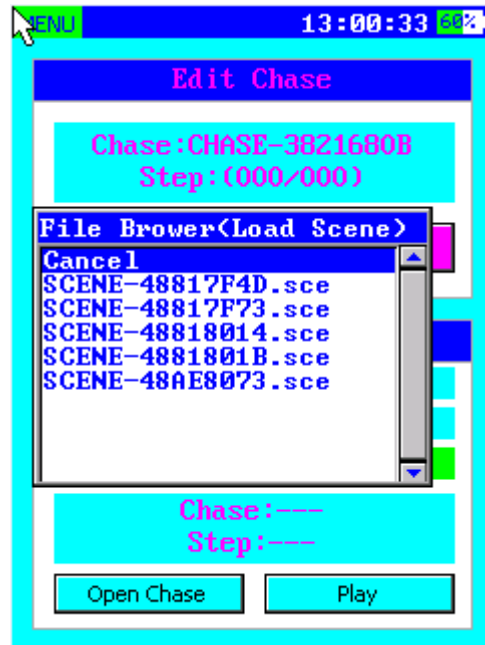 MENU 13:00:33 60%
Edit Chase
Chase:CHASE-3821680B
Step:(000/000)
File Brower(Load Scene)
Cancel
SCENE-48817F4D.sce
SCENE-48817F73.sce
SCENE-48818014.sce
SCENE-4881801B.sce
SCENE-48AE8073.sce
Chase:---
Step:---
Open Chase Play